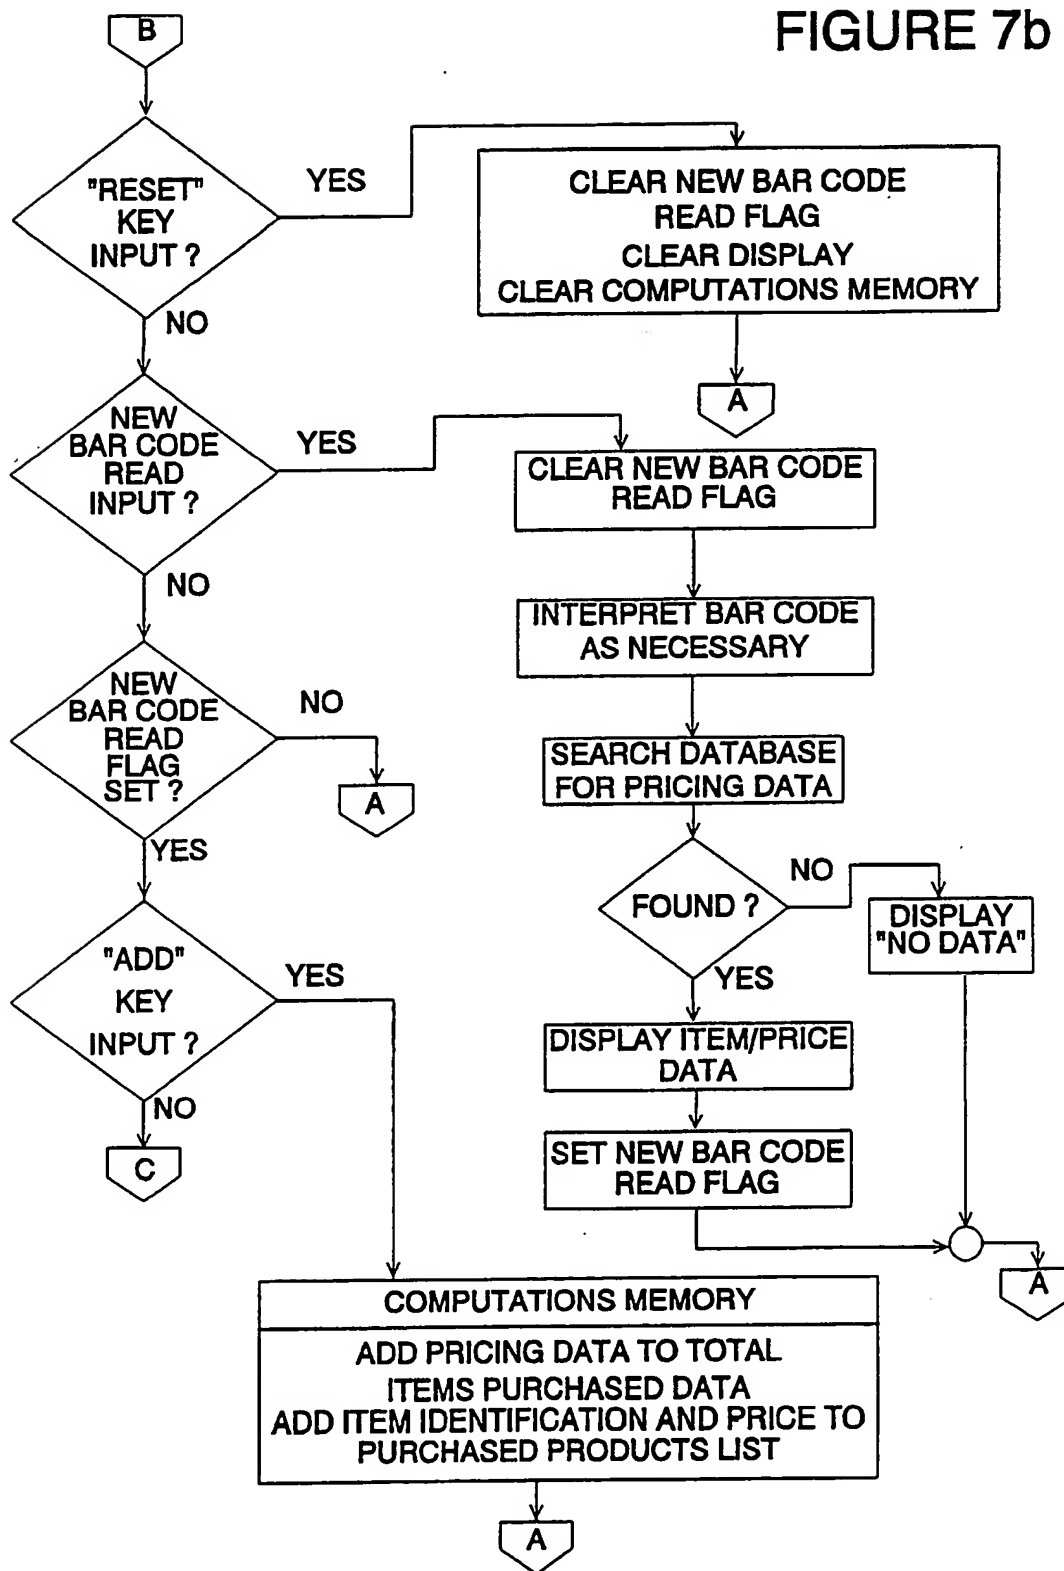 FIGURE 7b
B
"RESET"
KEY
INPUT ?
YES
NO
CLEAR NEW BAR CODE
READ FLAG
CLEAR DISPLAY
CLEAR COMPUTATIONS MEMORY
A
NEW
BAR CODE
READ
INPUT ?
YES
NO
CLEAR NEW BAR CODE
READ FLAG
INTERPRET BAR CODE
AS NECESSARY
SEARCH DATABASE
FOR PRICING DATA
FOUND ?
NO
YES
DISPLAY
"NO DATA"
DISPLAY ITEM/PRICE
DATA
SET NEW BAR CODE
READ FLAG
A
NEW
BAR CODE
READ
FLAG
SET ?
NO
A
YES
"ADD"
KEY
INPUT ?
YES
NO
C
COMPUTATIONS MEMORY
ADD PRICING DATA TO TOTAL
ITEMS PURCHASED DATA
ADD ITEM IDENTIFICATION AND PRICE TO
PURCHASED PRODUCTS LIST
A